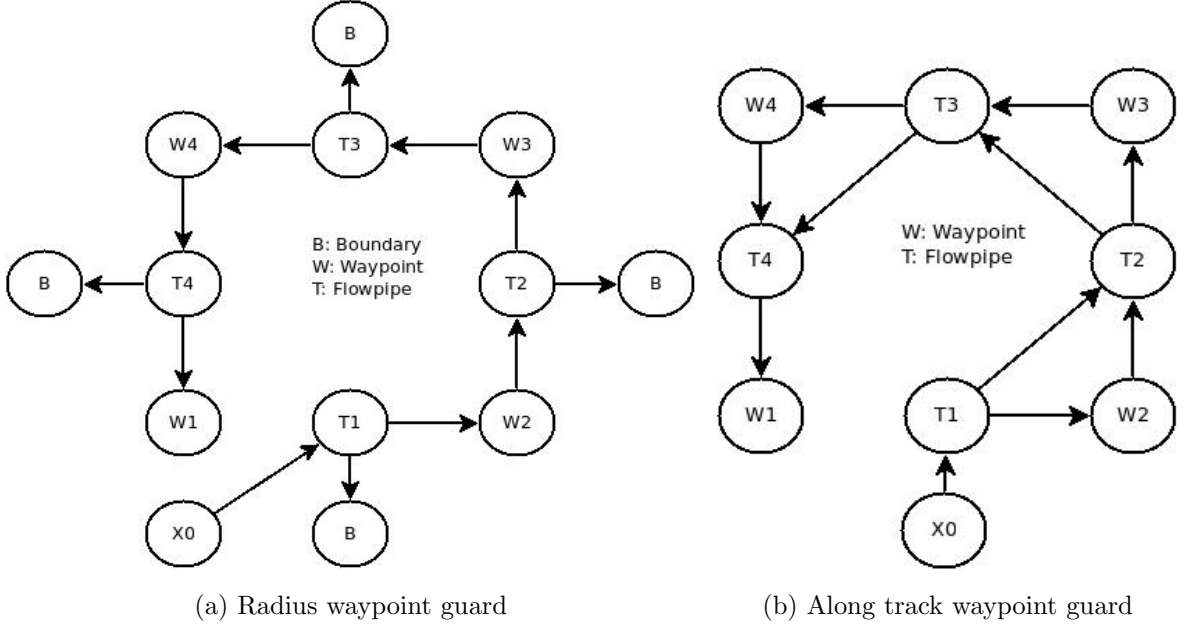 B
W4
T3
W3
B: Boundary
W: Waypoint
T: Flowpipe
B
T4
T2
B
W1
T1
W2
X0
B
(a) Radius waypoint guard
W4
T3
W3
W: Waypoint
T: Flowpipe
T4
T2
W1
T1
W2
X0
(b) Along track waypoint guard